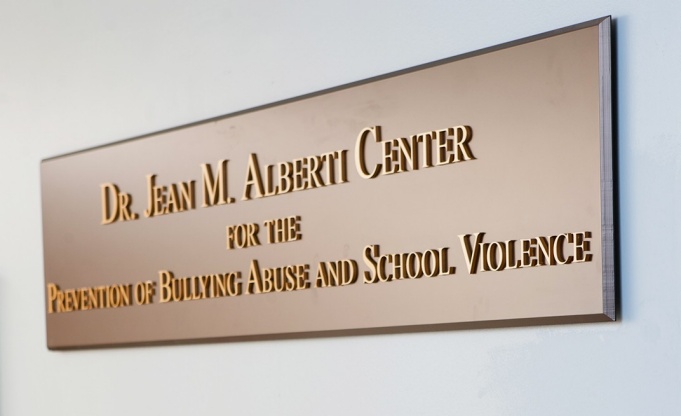 Dr. Jean M. Alberti Center
for the
Prevention of Bullying Abuse and School Violence